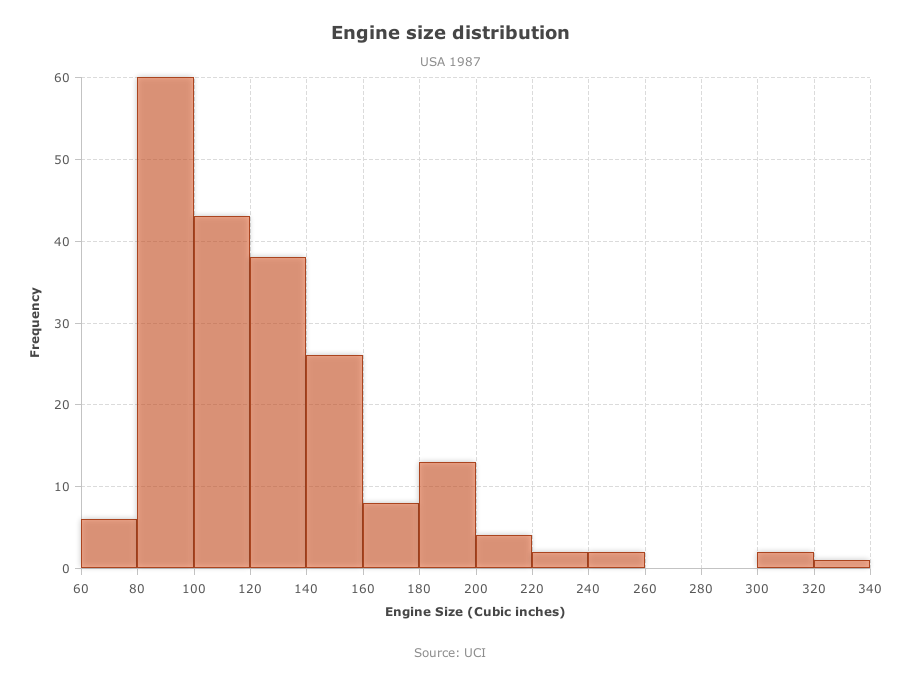 Engine size distribution
USA 1987
60
50
40
30
20
10
0
Frequency
60 80 100 120 140 160 180 200 220 240 260 280 300 320 340
Engine Size (Cubic inches)
Source: UCI